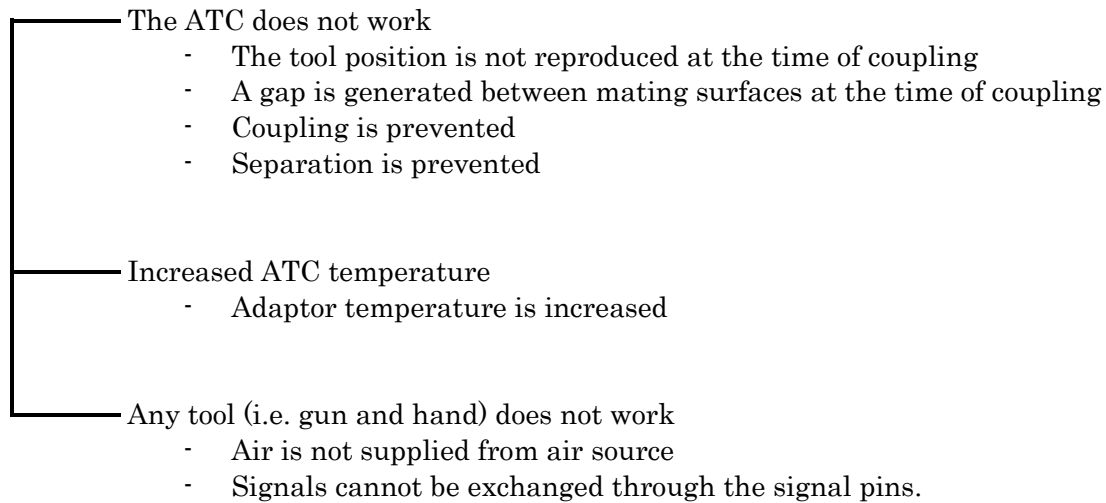 The ATC does not work
- The tool position is not reproduced at the time of coupling
- A gap is generated between mating surfaces at the time of coupling
- Coupling is prevented
- Separation is prevented
Increased ATC temperature
- Adaptor temperature is increased
Any tool (i.e. gun and hand) does not work
- Air is not supplied from air source
- Signals cannot be exchanged through the signal pins.